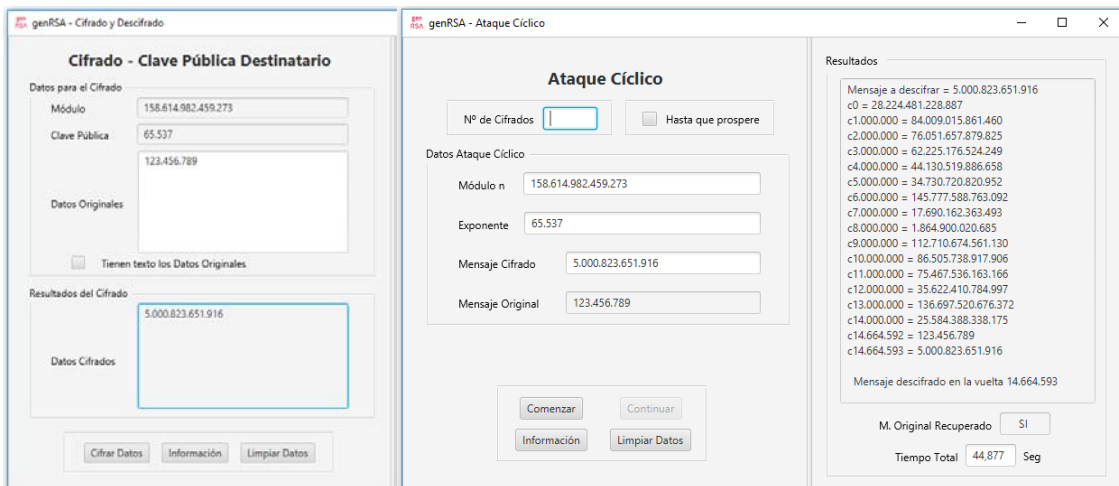 genRSA - Cifrado y Descifrado
Cifrado - Clave Pública Destinatario
Datos para el Cifrado
Módulo 158.614.982.459.273
Clave Pública 65.537
Datos Originales 123.456.789
Tienen texto los Datos Originales
Resultados del Cifrado
Datos Cifrados 5.000.823.651.916
Cifrar Datos Información Limpiar Datos
genRSA - Ataque Cíclico
Ataque Cíclico
Nº de Cifrados Hasta que prospere
Datos Ataque Cíclico
Módulo n 158.614.982.459.273
Exponente 65.537
Mensaje Cifrado 5.000.823.651.916
Mensaje Original 123.456.789
Comenzar Continuar
Información Limpiar Datos
Resultados
Mensaje a descifrar = 5.000.823.651.916
c0 = 28.224.481.228.887
c1.000.000 = 84.009.015.861.460
c2.000.000 = 76.051.657.879.825
c3.000.000 = 62.225.176.524.249
c4.000.000 = 44.130.519.886.658
c5.000.000 = 34.730.720.820.952
c6.000.000 = 145.777.588.763.092
c7.000.000 = 17.690.162.363.493
c8.000.000 = 1.864.900.020.685
c9.000.000 = 112.710.674.561.130
c10.000.000 = 86.505.738.917.906
c11.000.000 = 75.467.536.163.166
c12.000.000 = 35.622.410.784.997
c13.000.000 = 136.697.520.676.372
c14.000.000 = 25.584.388.338.175
c14.664.592 = 123.456.789
c14.664.593 = 5.000.823.651.916
Mensaje descifrado en la vuelta 14.664.593
M. Original Recuperado SI
Tiempo Total 44,877 Seg